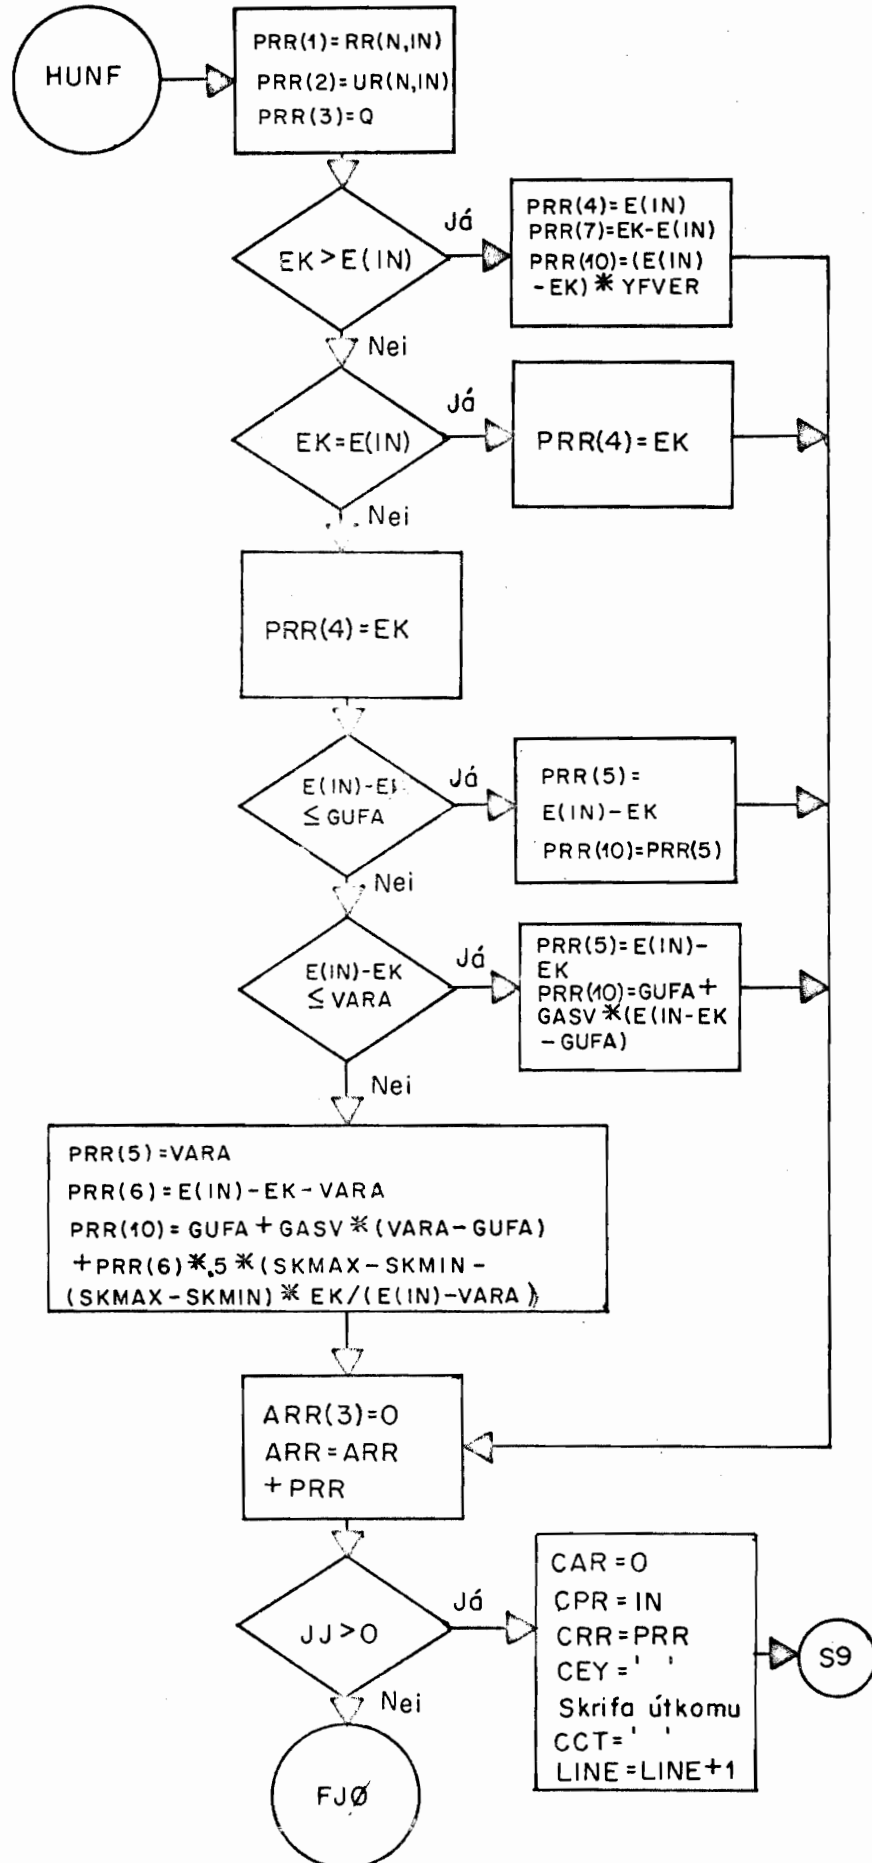 HUNF
PRR(1)=RR(N,IN)
PRR(2)=UR(N,IN)
PRR(3)=Q
EK>E(IN)
Já
PRR(4)=E(IN)
PRR(7)=EK-E(IN)
PRR(10)=(E(IN)
-EK)* YFVER
Nei
EK=E(IN)
Já
PRR(4)=EK
Nei
PRR(4)=EK
E(IN)-EK
≤ GUFA
Já
PRR(5)=
E(IN)-EK
PRR(10)=PRR(5)
Nei
E(IN)-EK
≤ VARA
Já
PRR(5)=E(IN)-
EK
PRR(10)=GUFA+
GASV*(E(IN-EK
-GUFA)
Nei
PRR(5)=VARA
PRR(6)=E(IN)-EK-VARA
PRR(10)=GUFA+GASV*(VARA-GUFA)
+PRR(6)*.5*(SKMAX-SKMIN-
(SKMAX-SKMIN)*EK/(E(IN)-VARA))
ARR(3)=0
ARR=ARR
+PRR
JJ>0
Já
CAR=0
CPR=IN
CRR=PRR
CEY=' '
Skrifa útkomu
CCT=' '
LINE=LINE+1
S9
Nei
FJØ